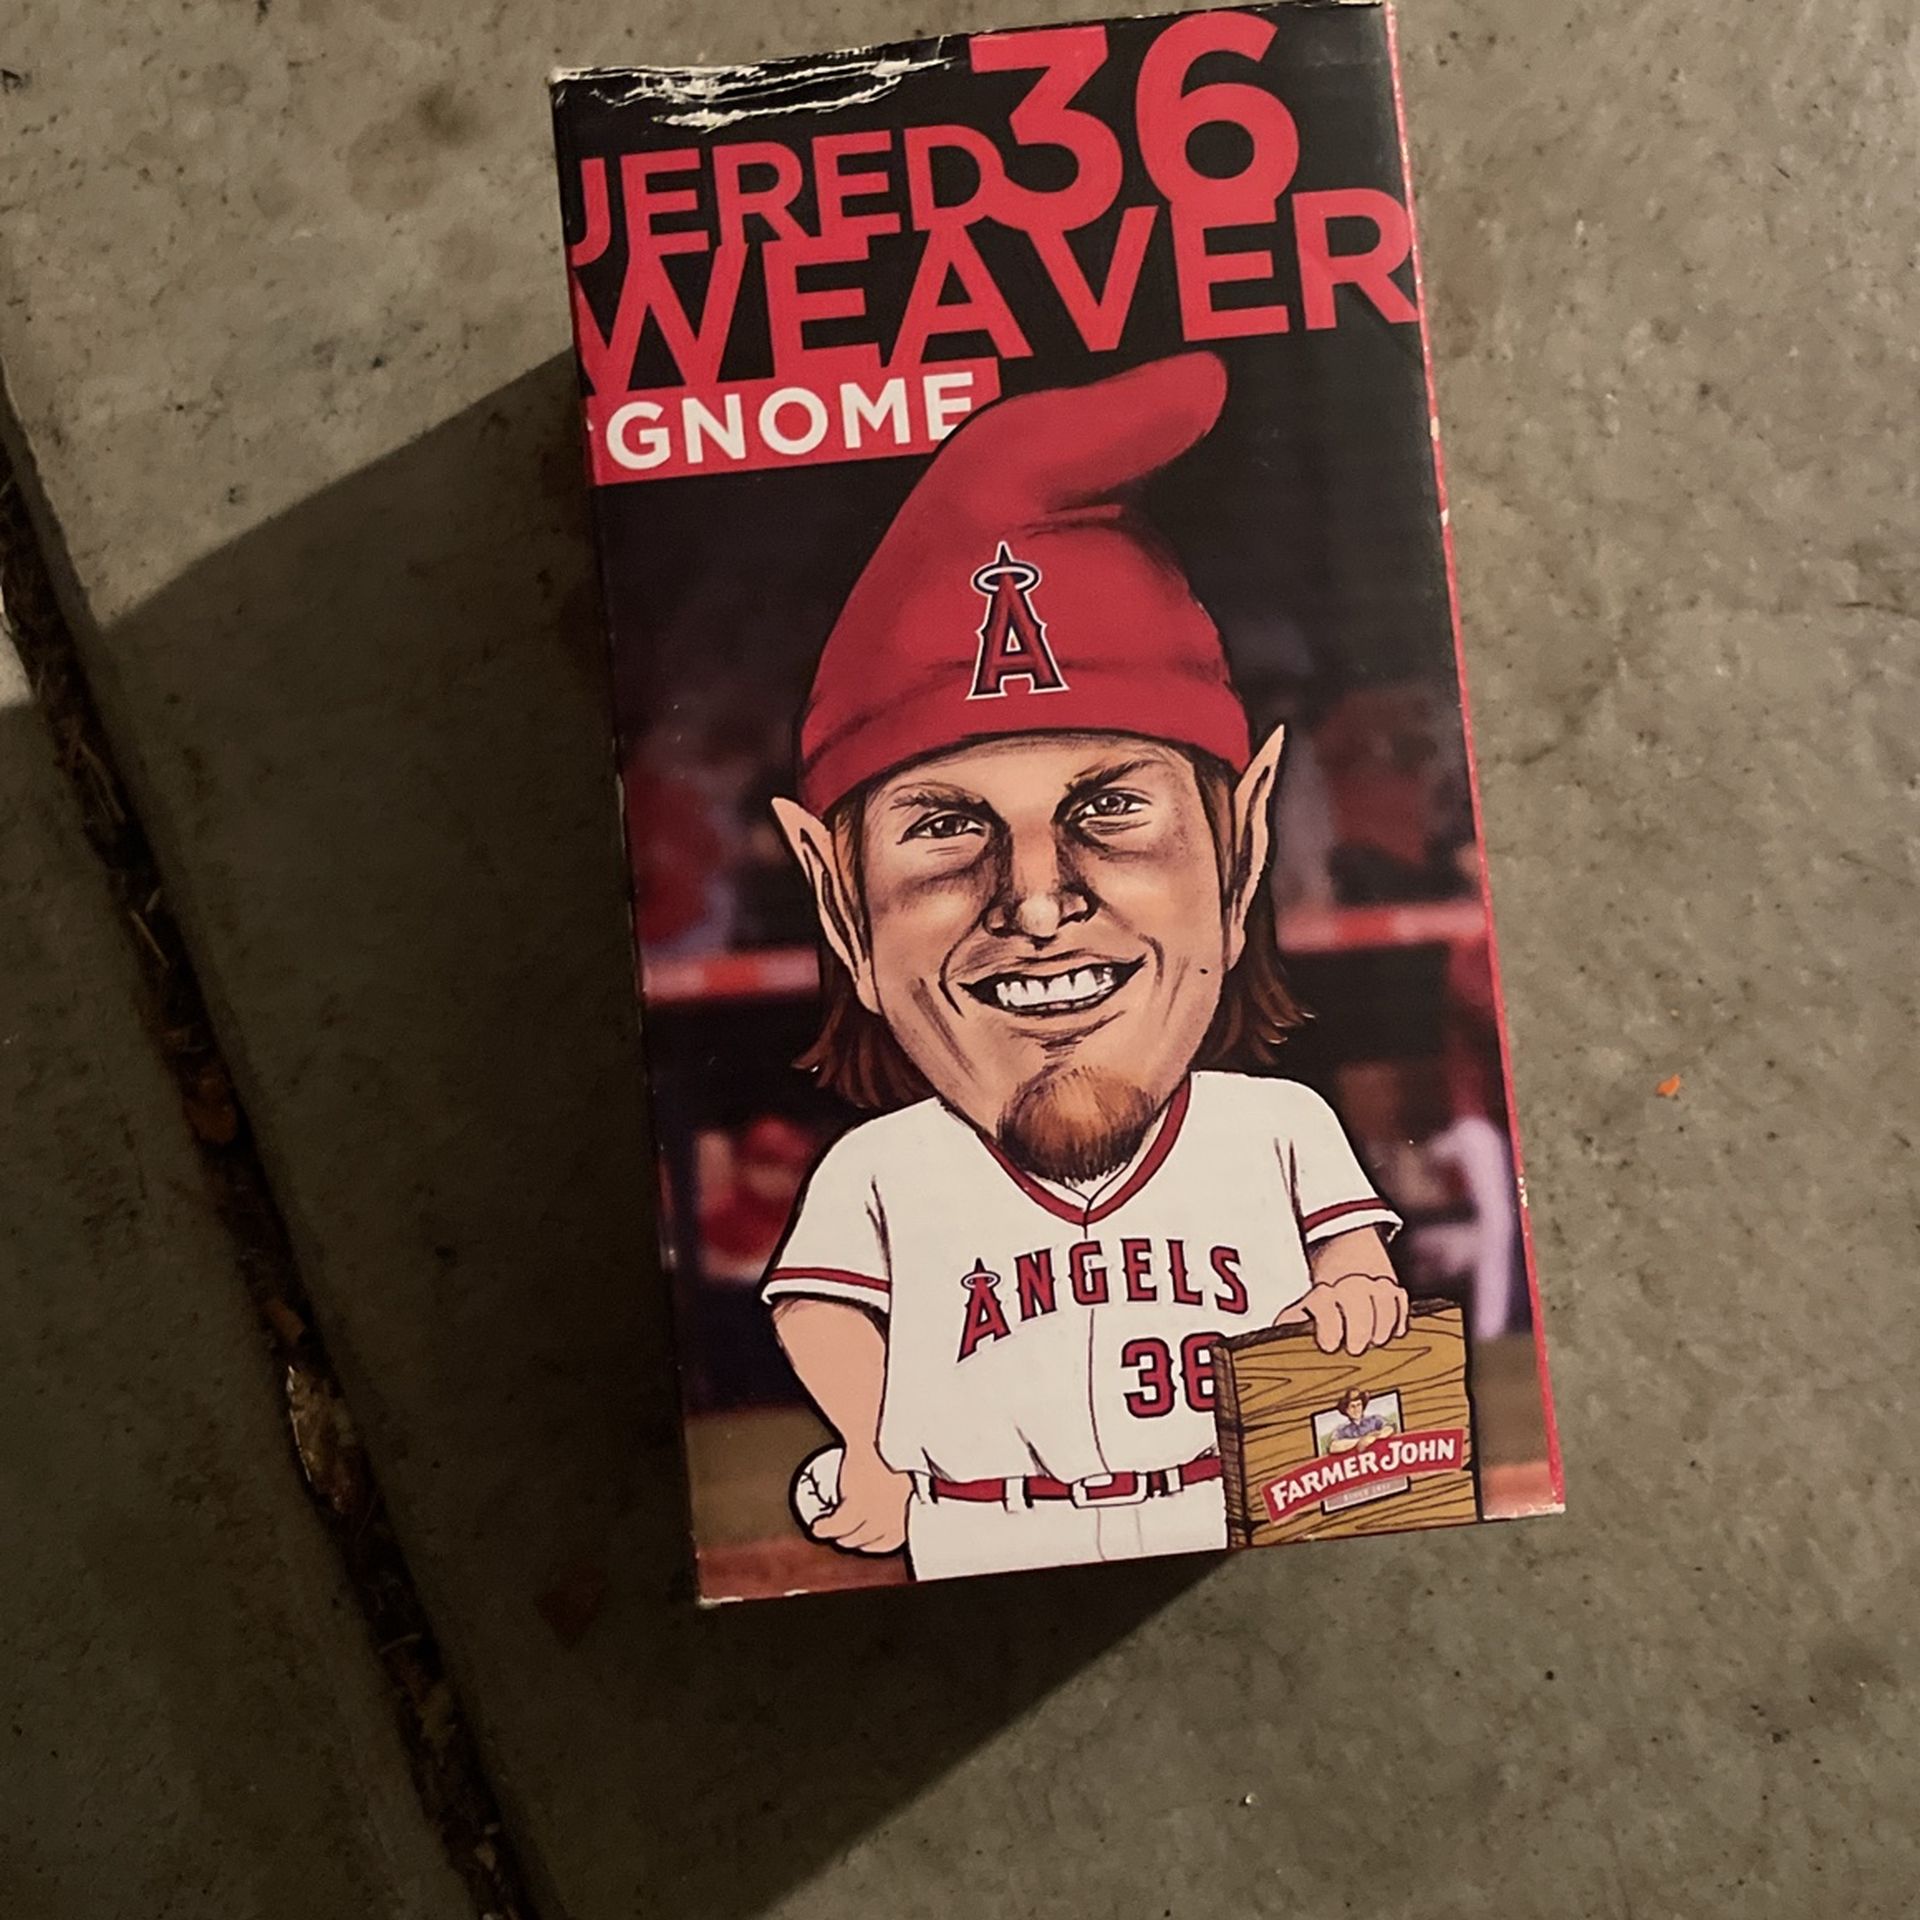 JERED 36
WEAVER
GNOME
A
ANGELS
36
FARMER JOHN